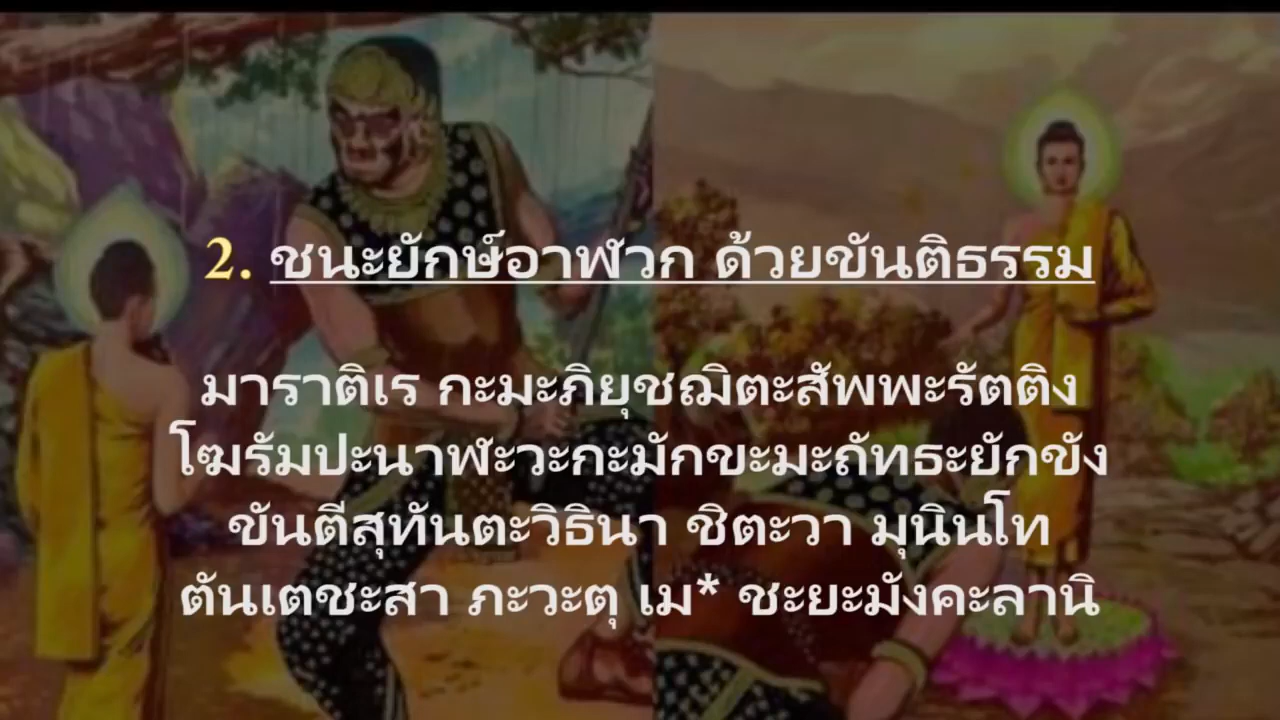 2. ชนะยักษ์อาฬวก ด้วยขันติธรรม
มาราติเร กะมะภิยุชฌิตะสัพพะรัตติง
โฆรัมปะนาฬะวะกะมักขะมะถัทธะยักขัง
ขันตีสุทันตะวิธินา ชิตะวา มุนินโท
ตันเตชะสา ภะวะตุ เม* ชะยะมังคะลานิ